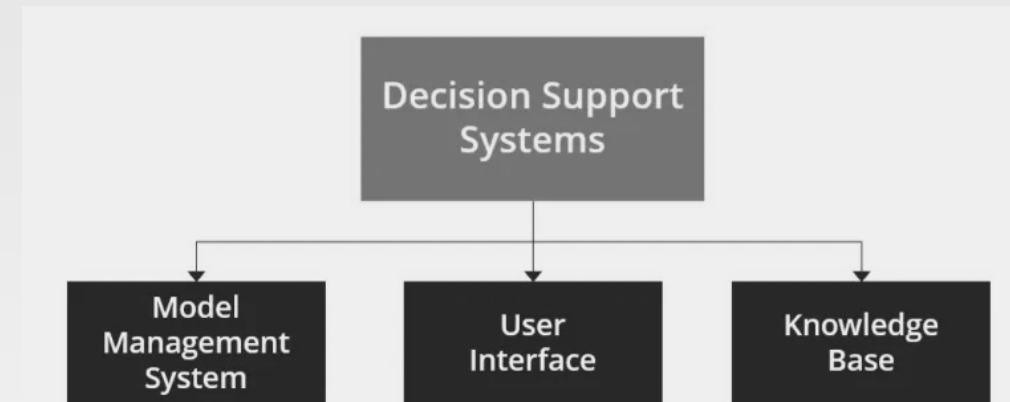 Decision Support
Systems
Model
Management
System
User
Interface
Knowledge
Base